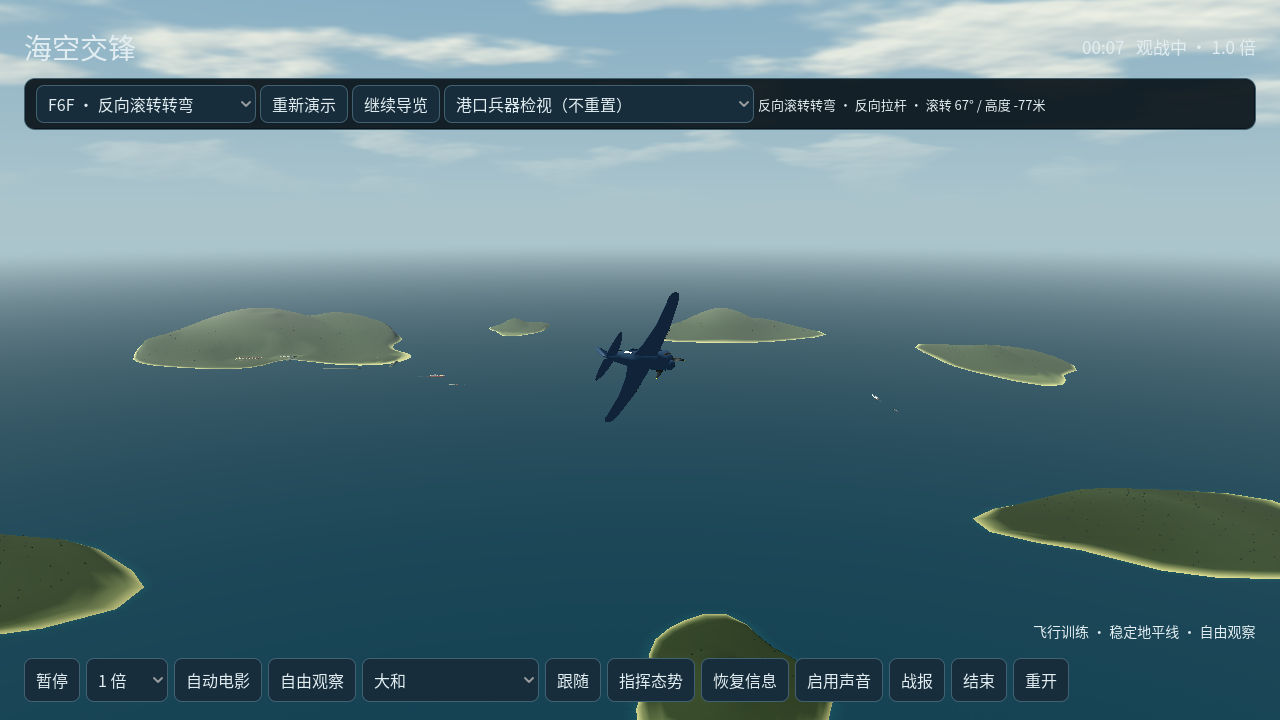 海空交锋
00:07 观战中 · 1.0 倍
F6F · 反向滚转转弯
重新演示
继续导览
港口兵器检视（不重置）
反向滚转转弯 · 反向拉杆 · 滚转 67° / 高度 -77米
飞行训练 · 稳定地平线 · 自由观察
暂停
1 倍
自动电影
自由观察
大和
跟随
指挥态势
恢复信息
启用声音
战报
结束
重开